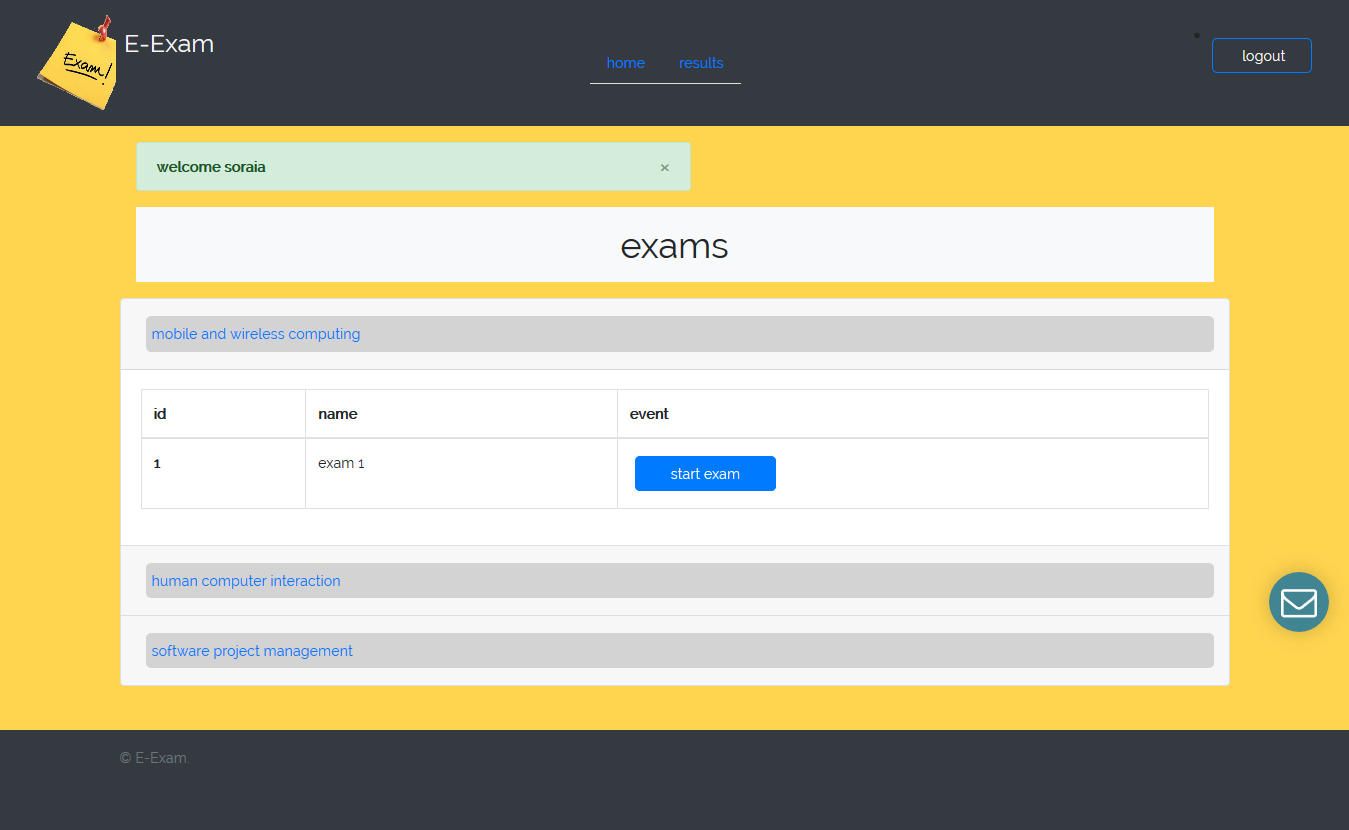 Exam!
E-Exam
home results
logout
welcome soraia ×
exams
mobile and wireless computing
id name event
1 exam 1 start exam
human computer interaction
software project management
© E-Exam.